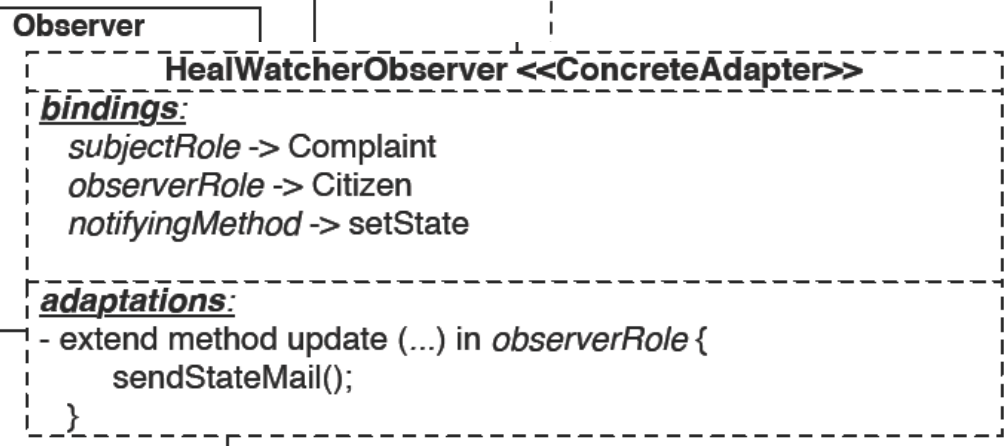 Observer
HealWatcherObserver <<ConcreteAdapter>>
bindings:
subjectRole -> Complaint
observerRole -> Citizen
notifyingMethod -> setState
adaptations:
- extend method update (...) in observerRole {
sendStateMail();
}